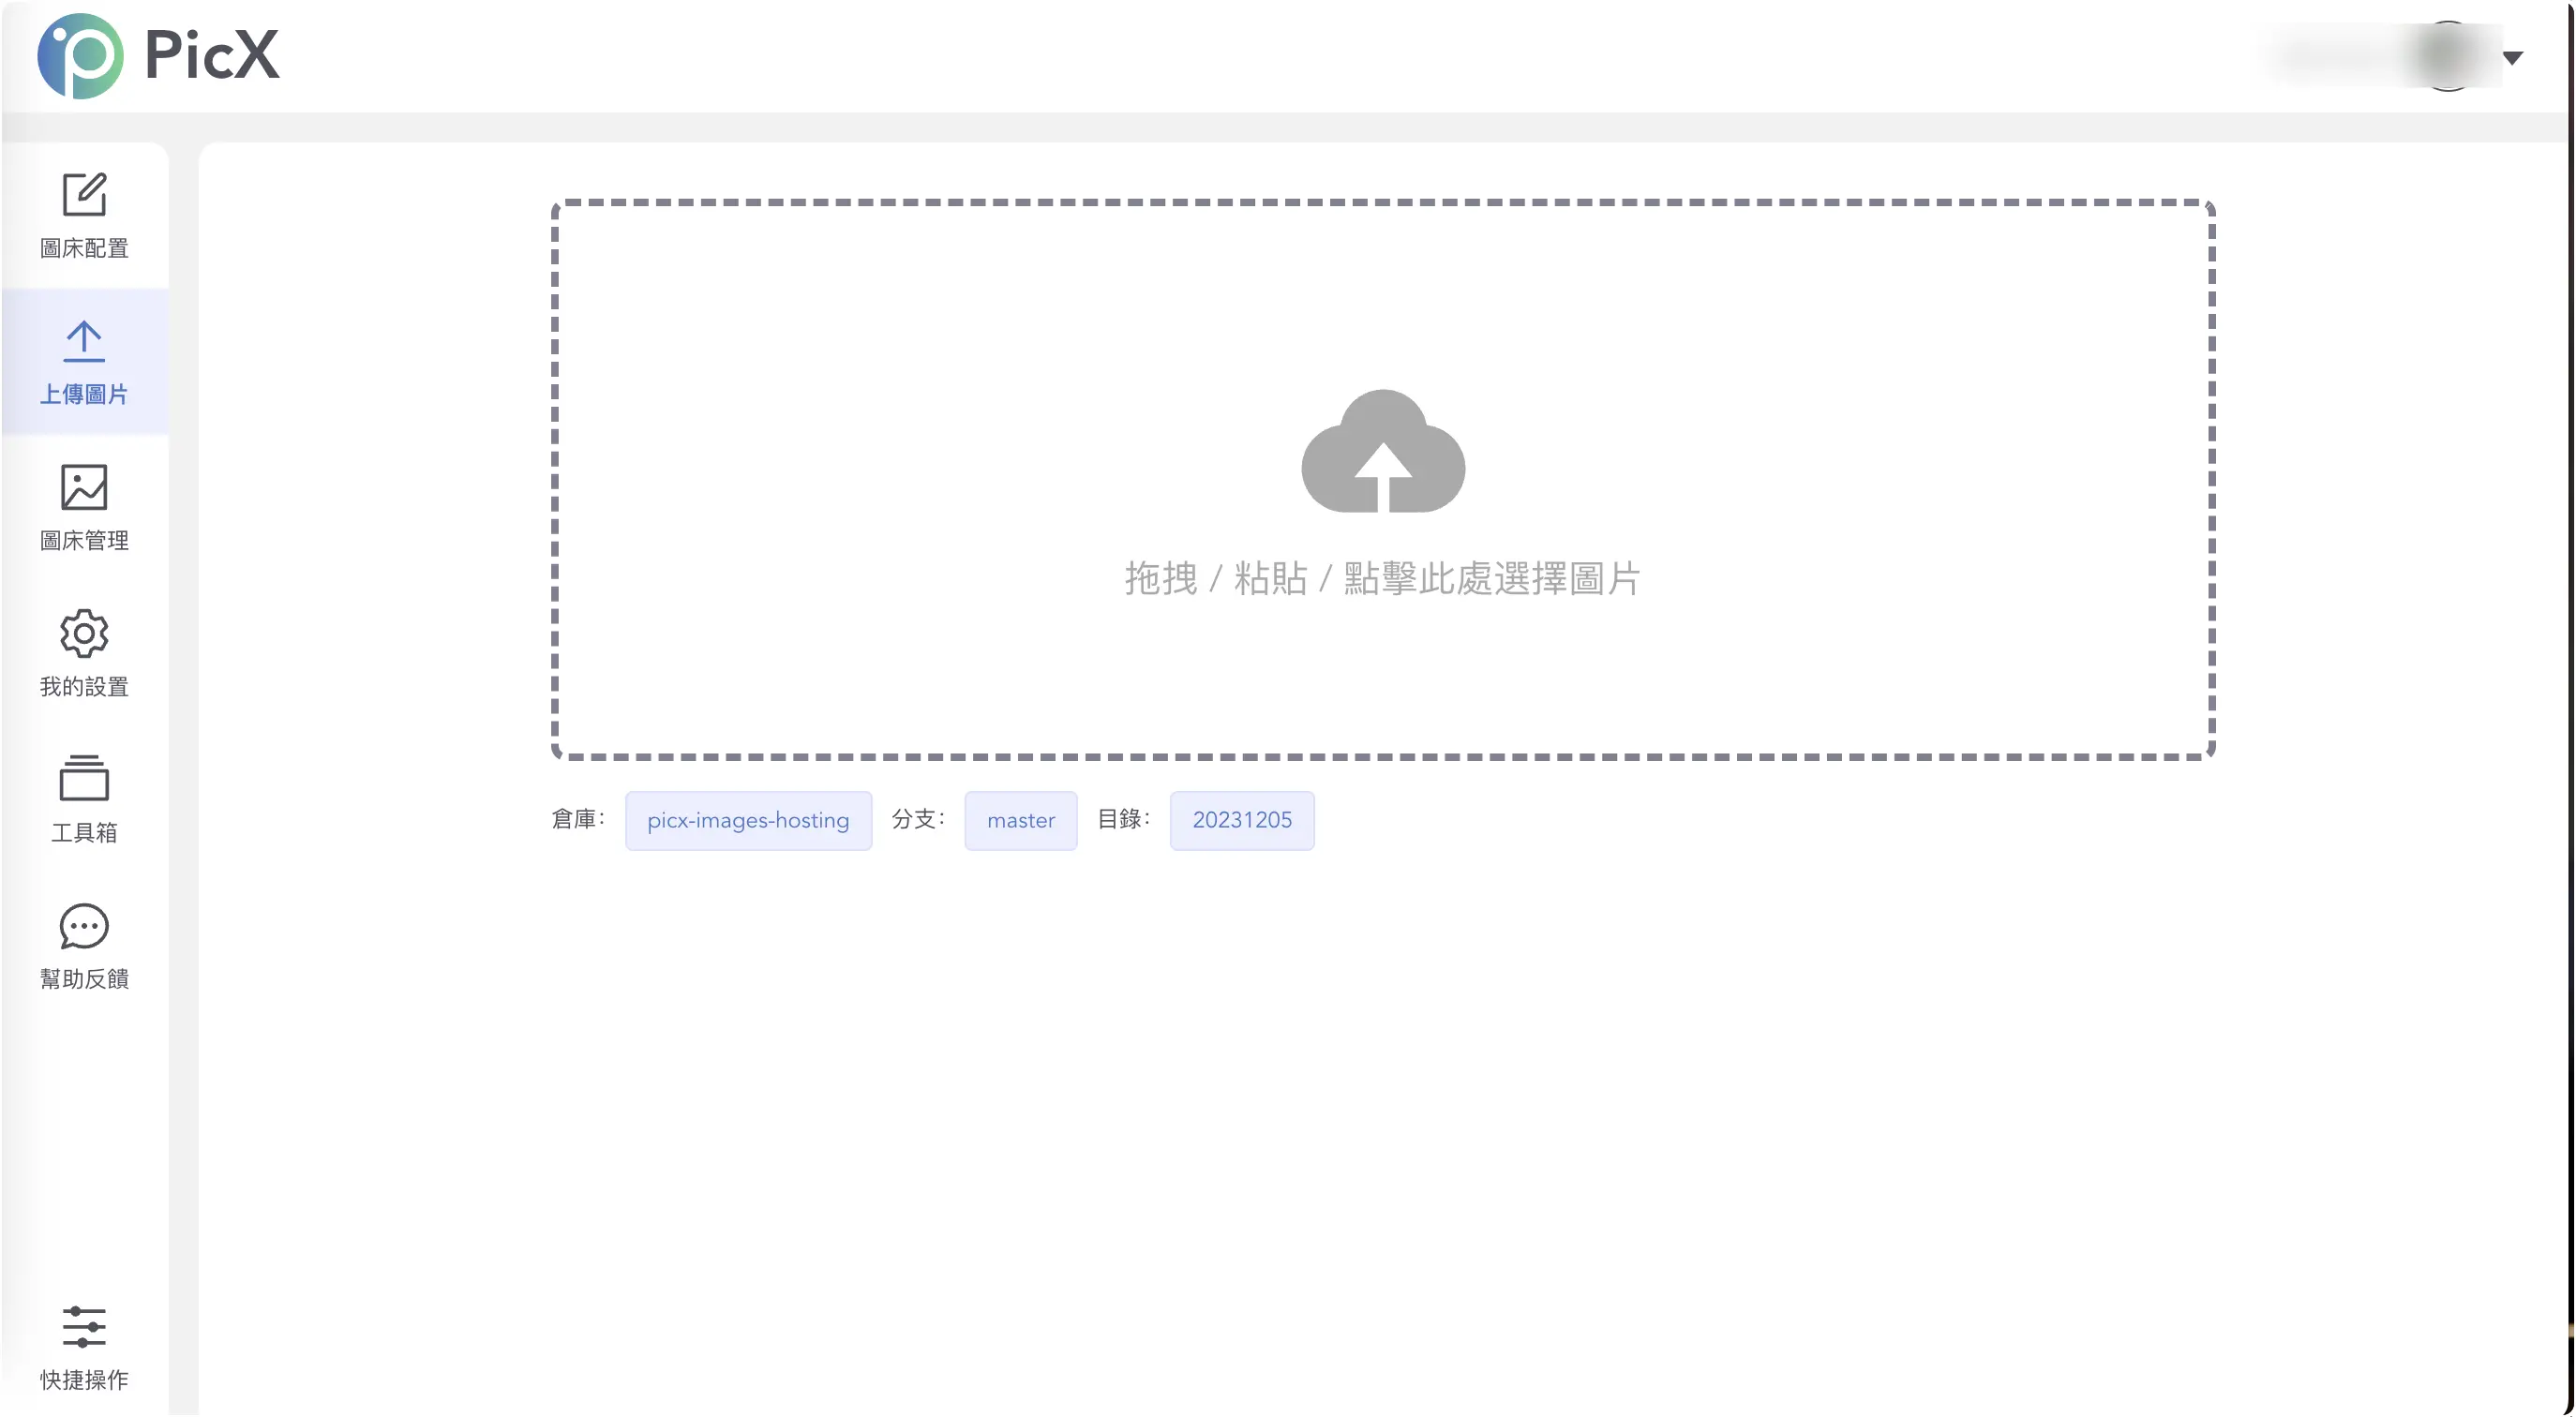 PicX
圖床配置
上傳圖片
圖床管理
我的設置
工具箱
幫助反饋
快捷操作
拖拽 / 粘貼 / 點擊此處選擇圖片
倉庫： picx-images-hosting 分支： master 目錄： 20231205